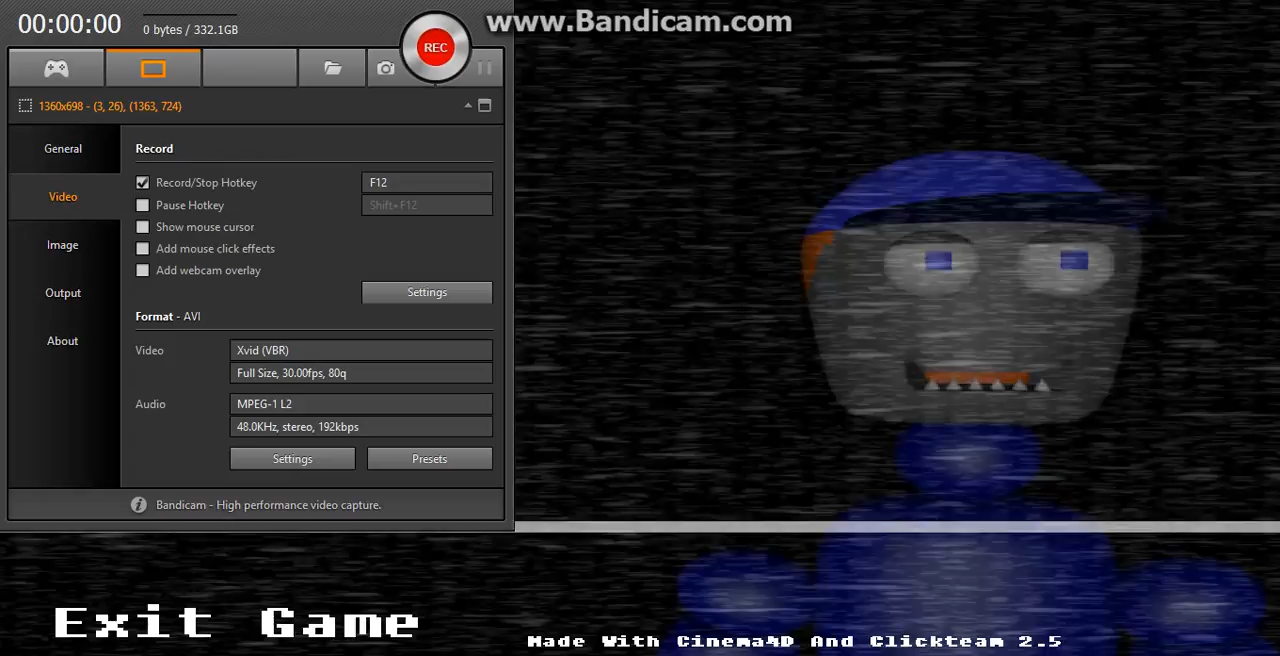 www.Bandicam.com
00:00:00
0 bytes / 332.1GB
REC
1360x698 - (3, 26), (1363, 724)
General
Video
Image
Output
About
Record
Record/Stop Hotkey
F12
Pause Hotkey
Shift+F12
Show mouse cursor
Add mouse click effects
Add webcam overlay
Settings
Format - AVI
Video
Xvid (VBR)
Full Size, 30.00fps, 80q
Audio
MPEG-1 L2
48.0KHz, stereo, 192kbps
Settings
Presets
Bandicam - High performance video capture.
Exit Game
Made With Cinema4D And Clickteam 2.5